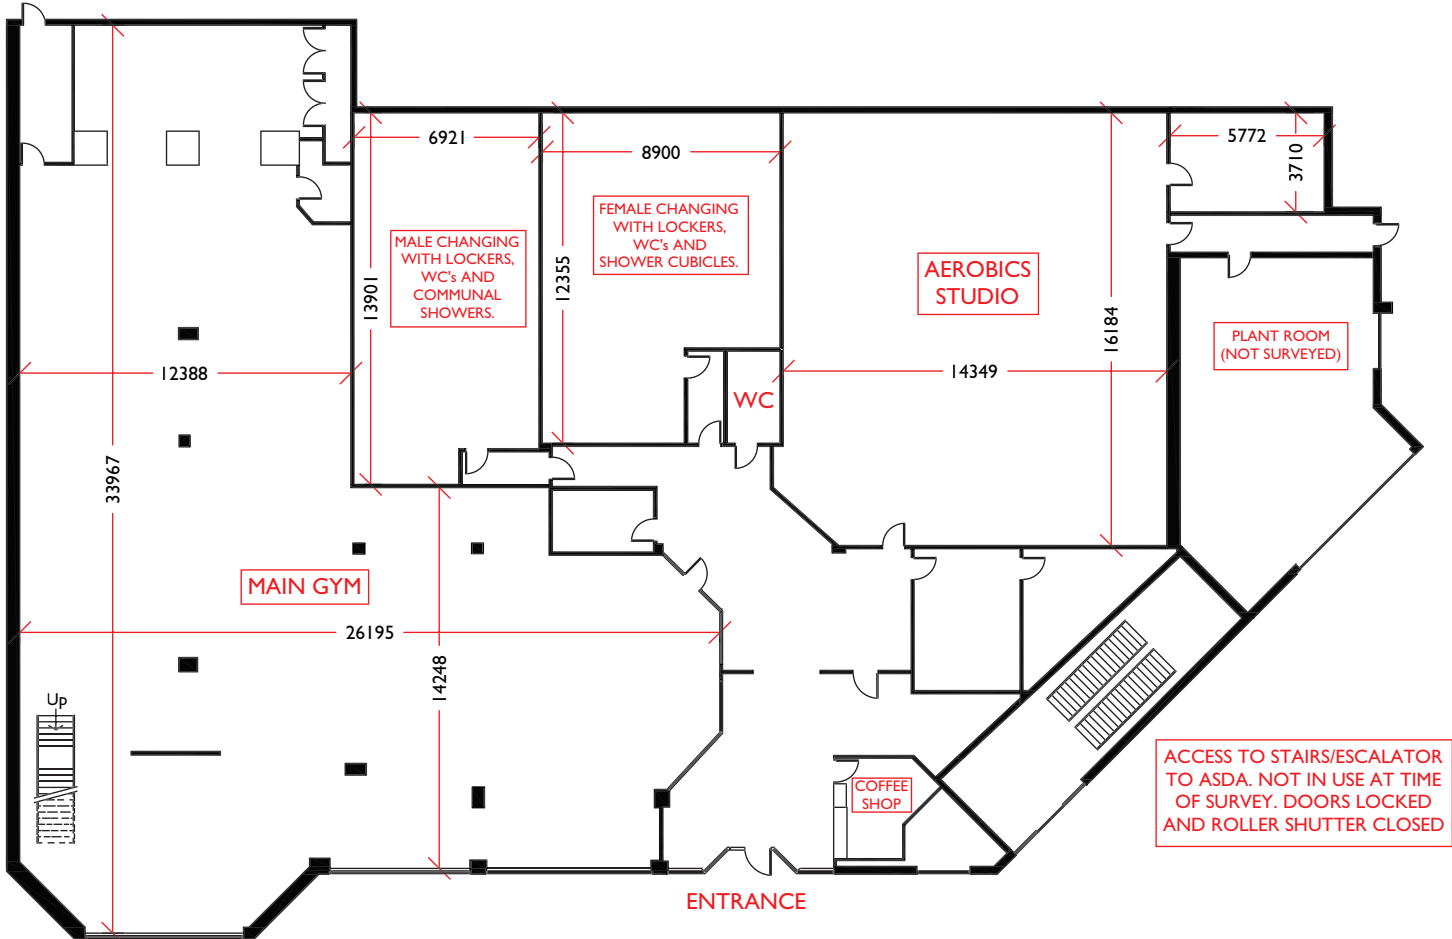 6921
8900
5772
3710
MALE CHANGING
WITH LOCKERS,
WC's AND
COMMUNAL
SHOWERS.
FEMALE CHANGING
WITH LOCKERS,
WC's AND
SHOWER CUBICLES.
AEROBICS
STUDIO
13901
12355
16184
PLANT ROOM
(NOT SURVEYED)
12388
14349
WC
33967
MAIN GYM
26195
14248
Up
COFFEE
SHOP
ACCESS TO STAIRS/ESCALATOR
TO ASDA. NOT IN USE AT TIME
OF SURVEY. DOORS LOCKED
AND ROLLER SHUTTER CLOSED
ENTRANCE